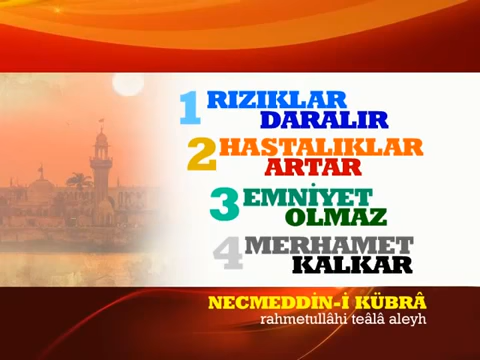 1 RIZIKLAR
DARALIR
2 HASTALIKLAR
ARTAR
3 EMNİYET
OLMAZ
4 MERHAMET
KALKAR
NECMEDDİN-İ KÜBRÂ
rahmetullâhi teâlâ aleyh